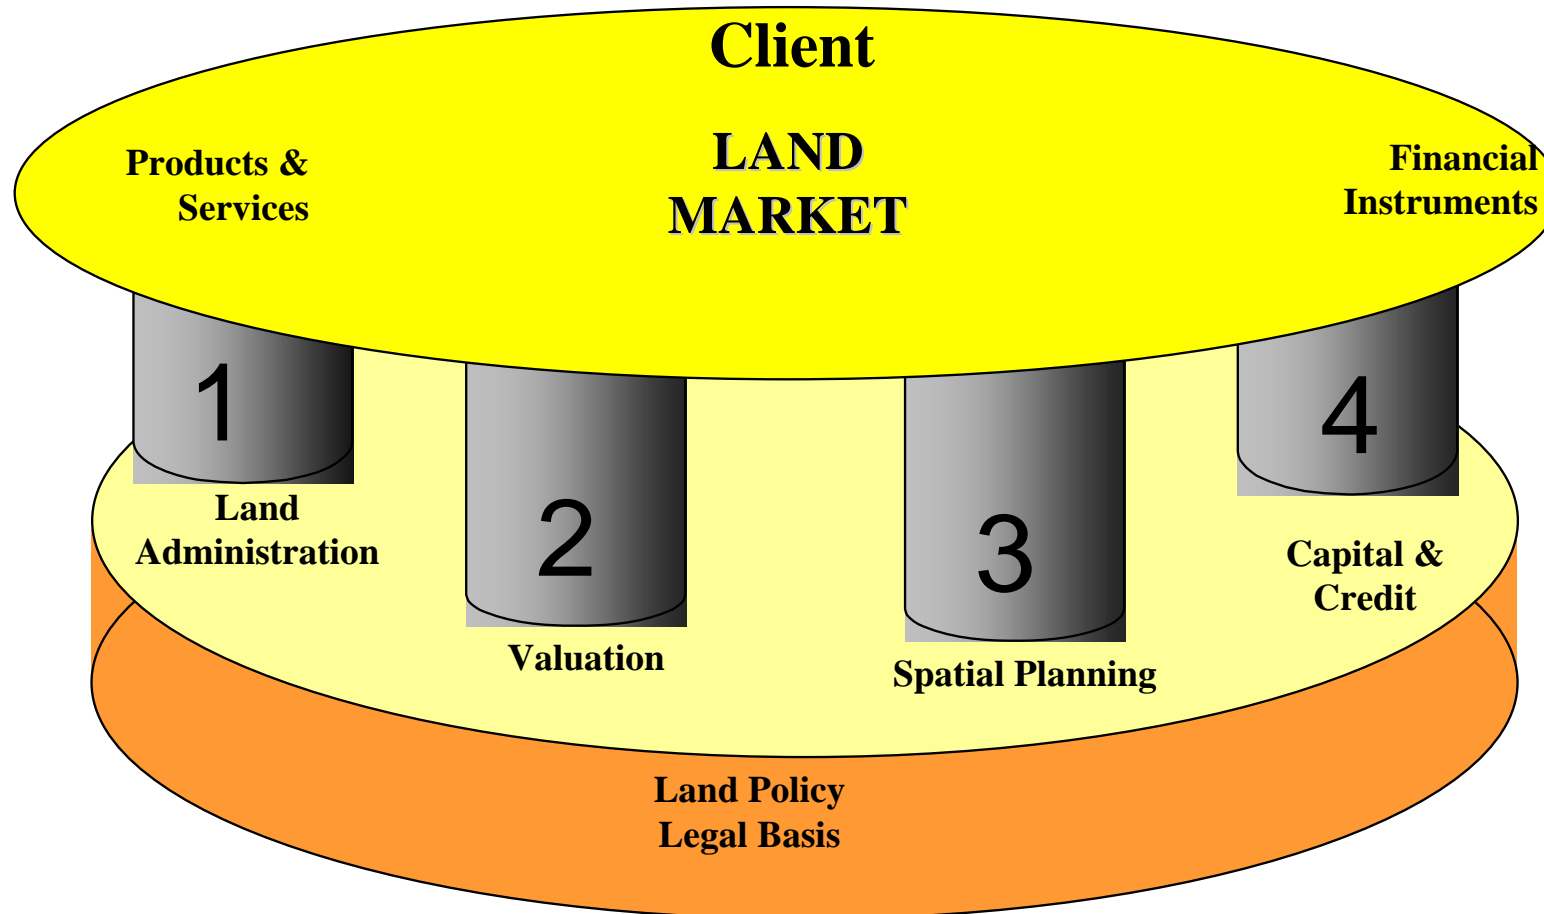 Client
LAND
MARKET
Products &
Services
Financial
Instruments
1
2
3
4
Land
Administration
Valuation
Spatial Planning
Capital &
Credit
Land Policy
Legal Basis